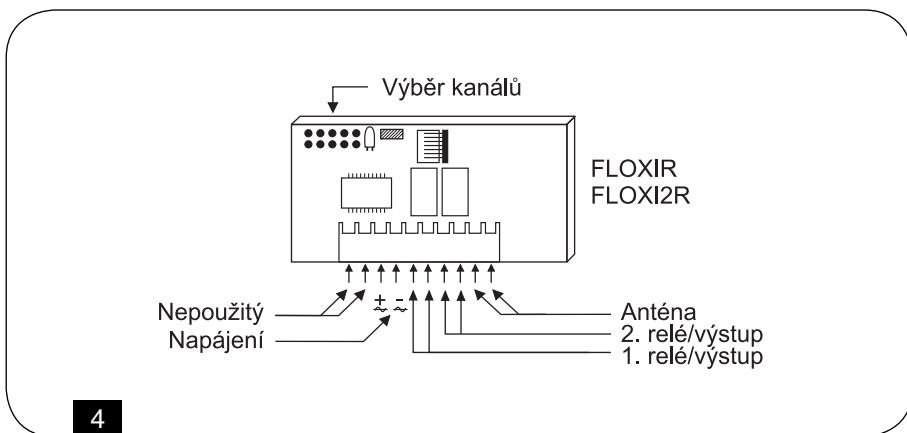 Výběr kanálů
FLOXIR
FLOXI2R
+ -
Nepoužitý
Napájení
Anténa
2. relé/výstup
1. relé/výstup
4